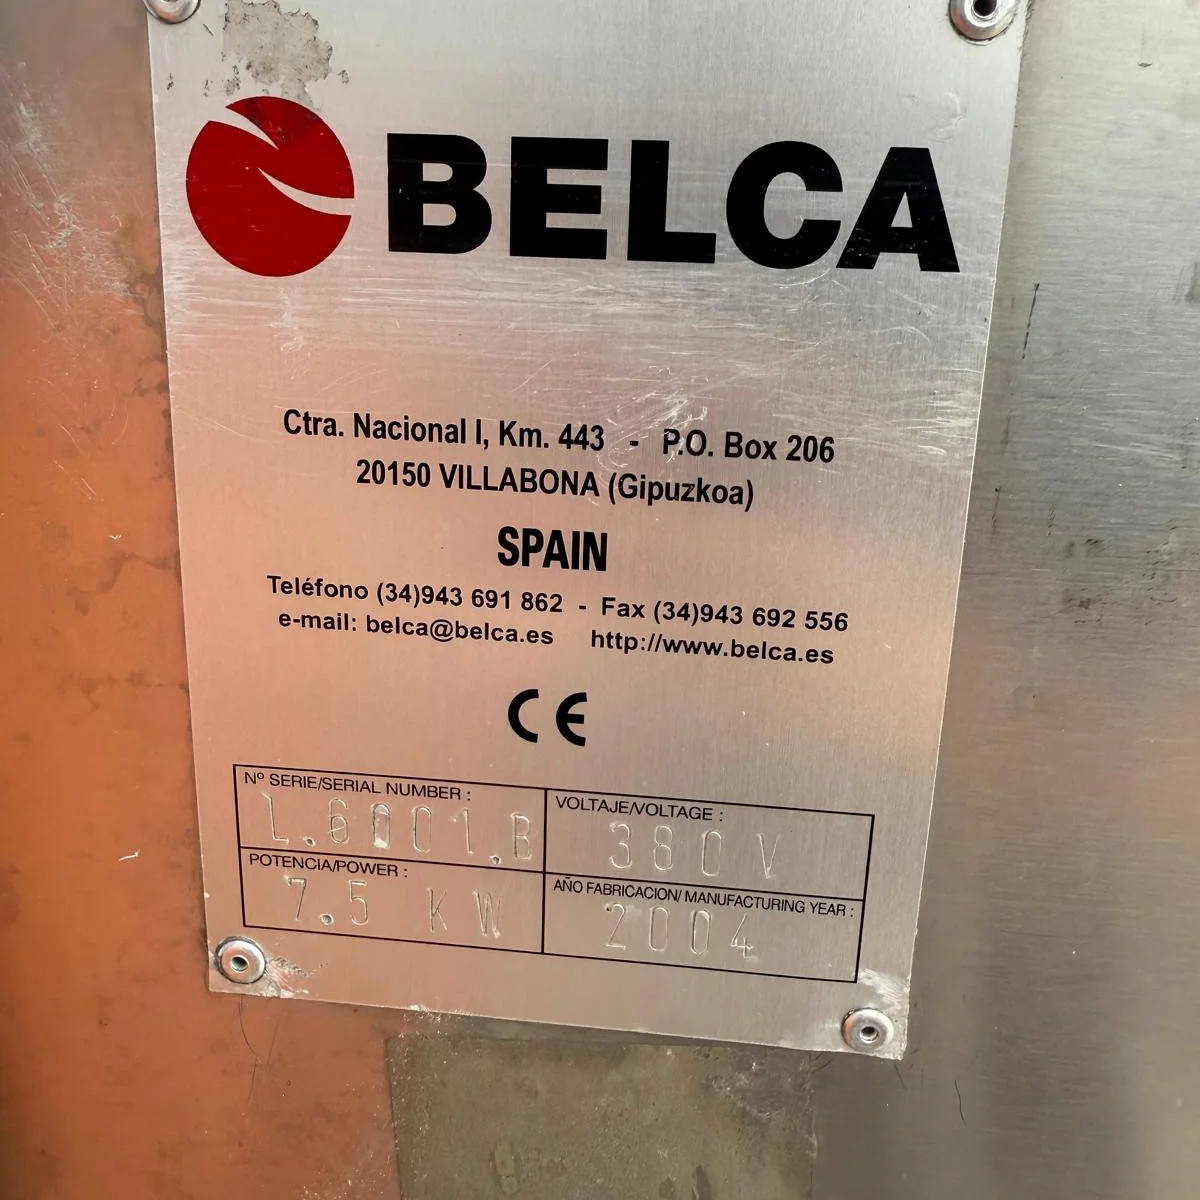 BELCA
Ctra. Nacional I, Km. 443 - P.O. Box 206
20150 VILLABONA (Gipuzkoa)
SPAIN
Teléfono (34)943 691 862 - Fax (34)943 692 556
e-mail: belca@belca.es http://www.belca.es
CE
Nº SERIE/SERIAL NUMBER :
L.6001.B
VOLTAJE/VOLTAGE :
380 V
POTENCIA/POWER :
7.5 KW
AÑO FABRICACION/ MANUFACTURING YEAR :
2004